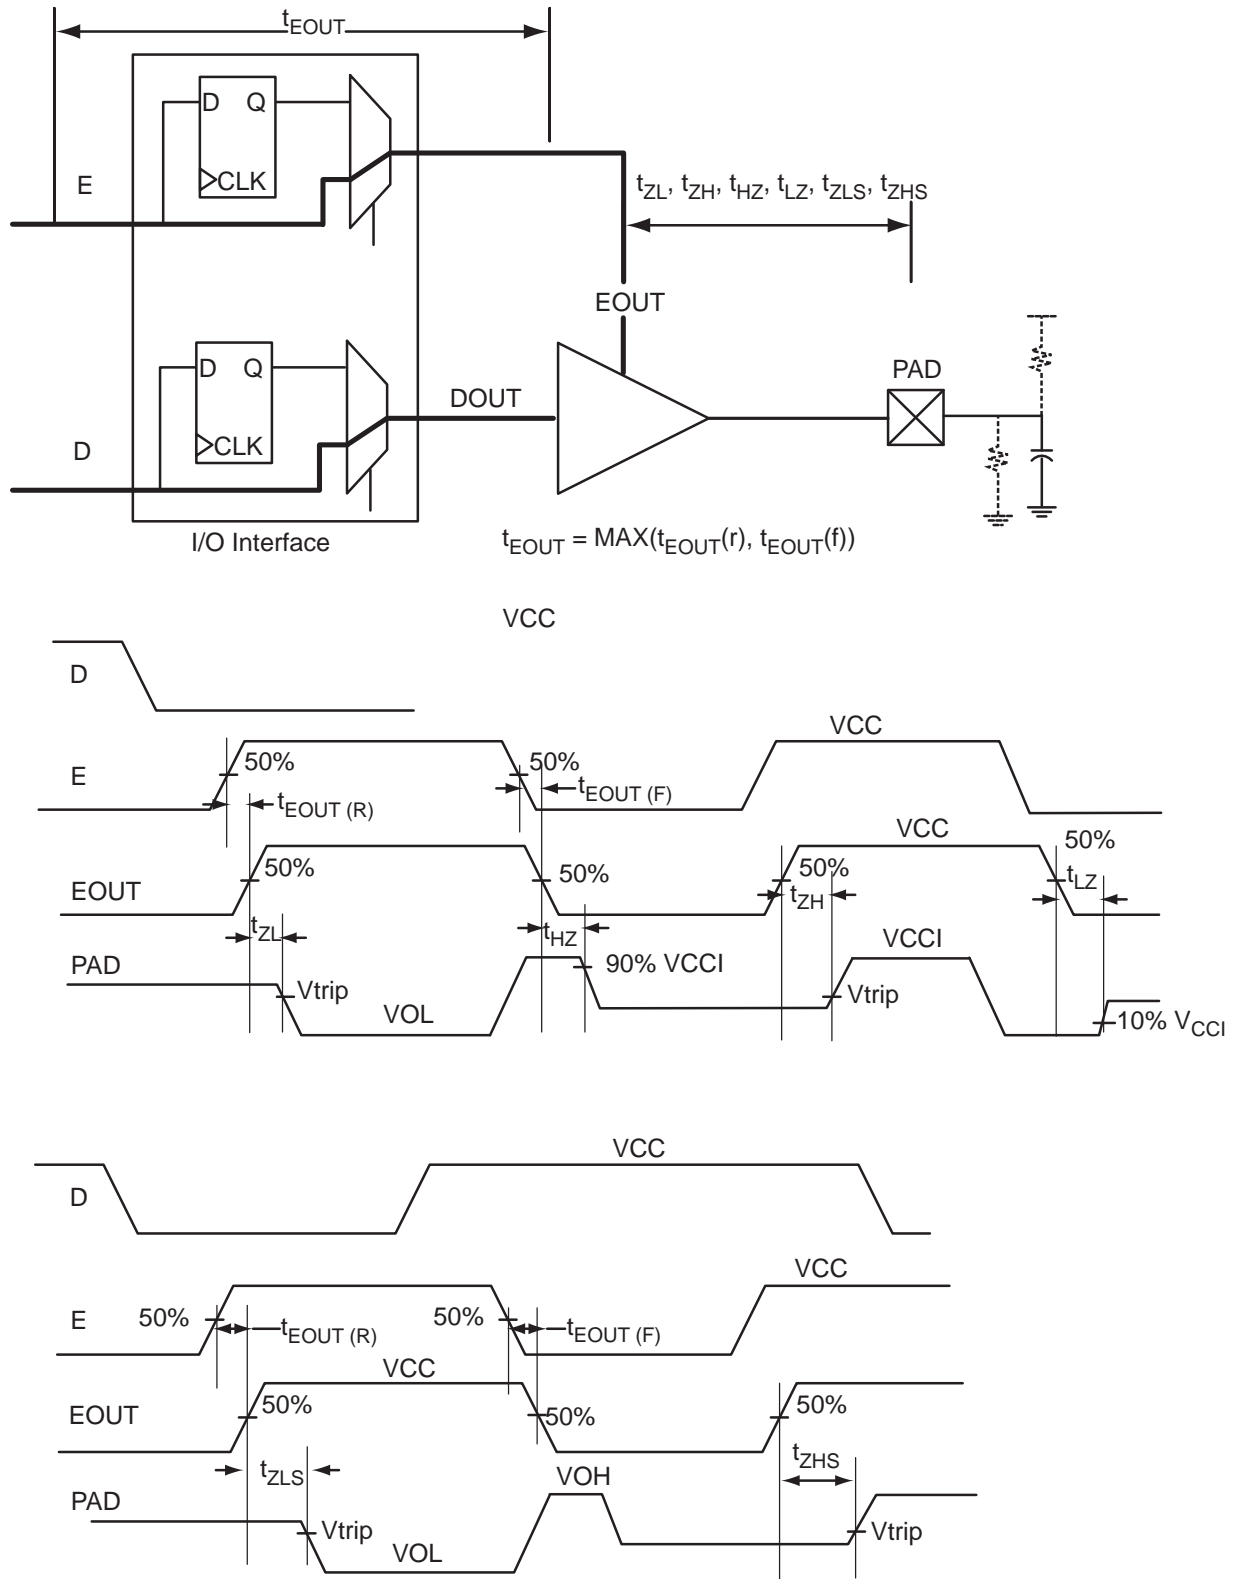 tEOUT
D Q
CLK
E
tZL, tZH, tHZ, tLZ, tZLS, tZHS
EOUT
D Q
CLK
DOUT
PAD
D
I/O Interface
tEOUT = MAX(tEOUT(r), tEOUT(f))
VCC
D
VCC
E
50%
50%
tEOUT (R)
tEOUT (F)
VCC
50%
EOUT
50%
50%
50%
tZL
tHZ
tZH
tLZ
PAD
VCCI
90% VCCI
Vtrip
Vtrip
VOL
10% VCCI
VCC
D
VCC
E
50%
tEOUT (R)
50%
tEOUT (F)
VCC
EOUT
50%
50%
50%
tZLS
tZHS
VOH
PAD
Vtrip
Vtrip
VOL